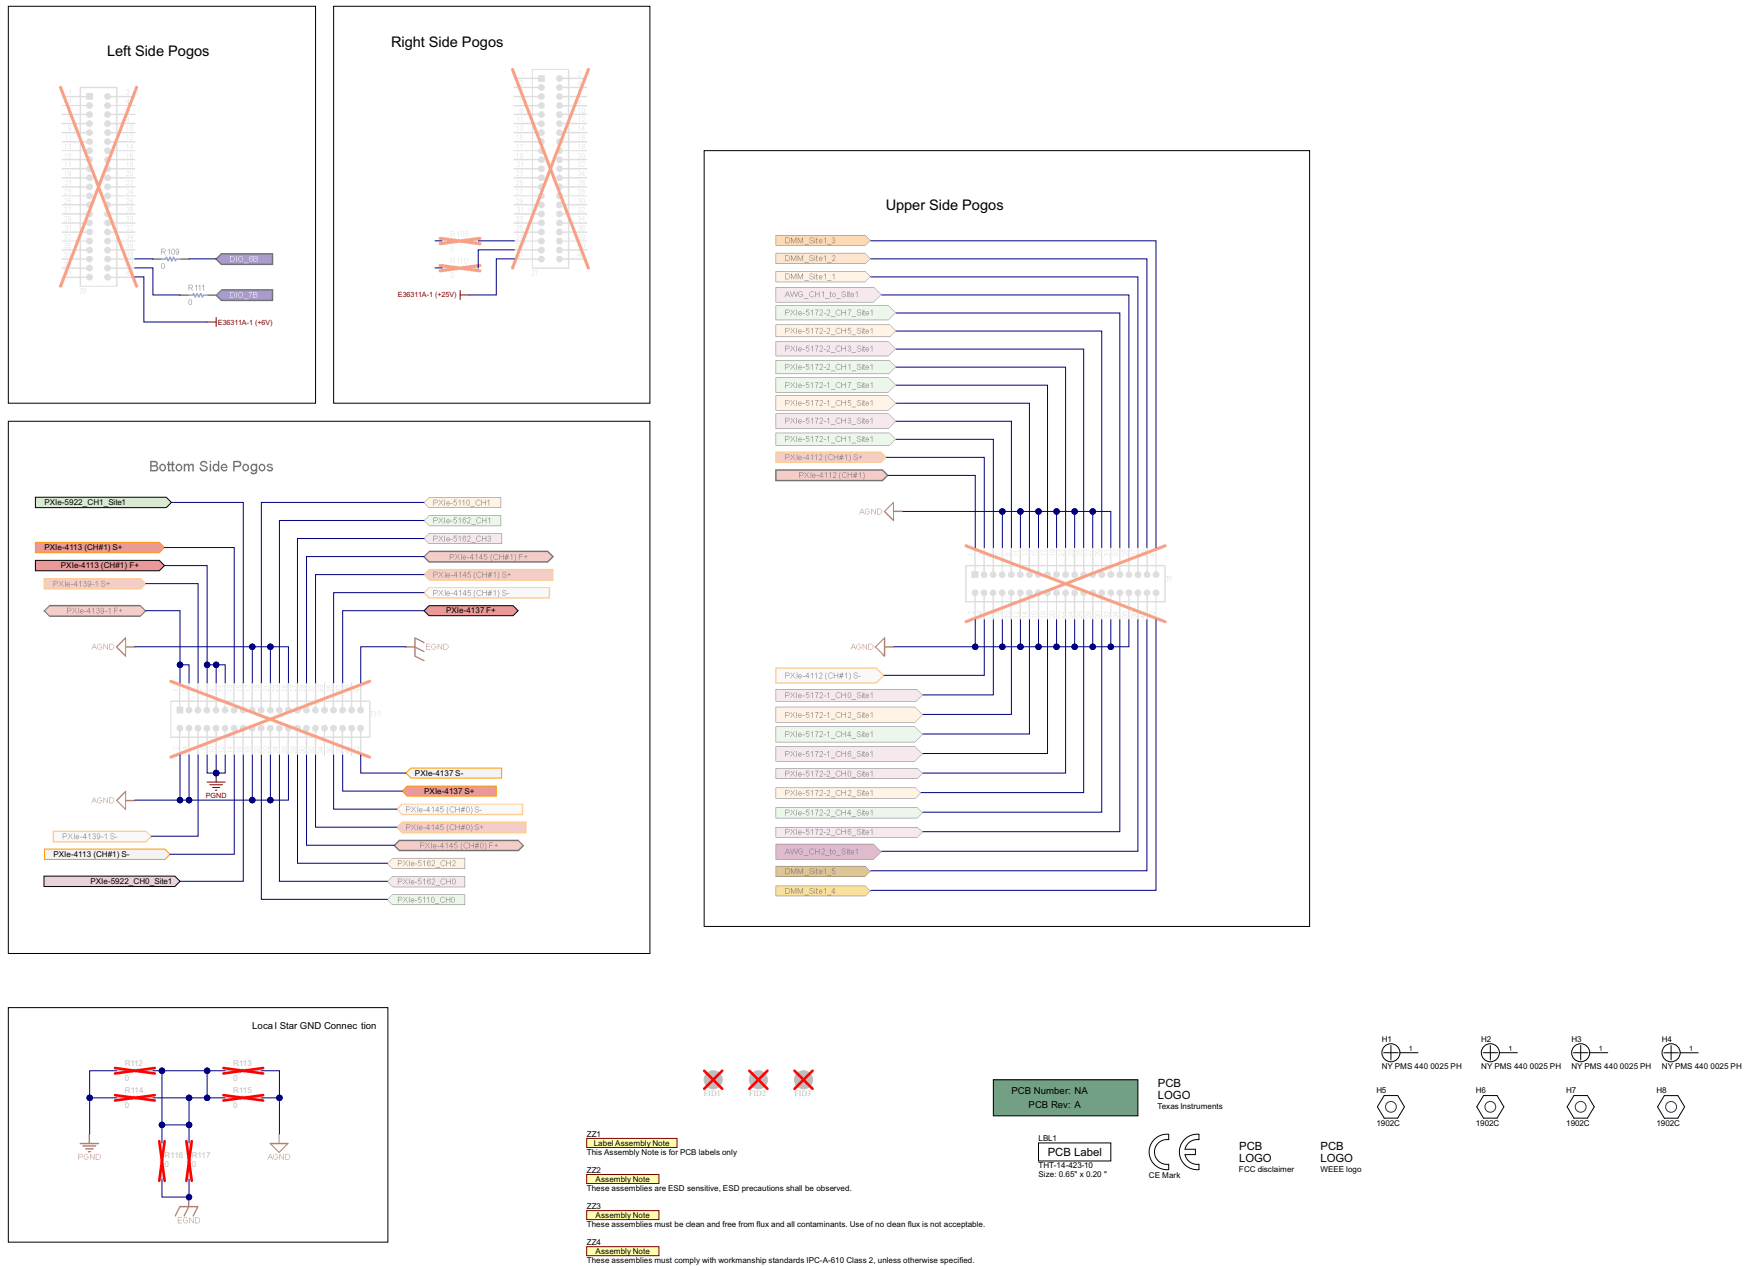 Left Side Pogos
R109
0
DIO_6B
R111
0
DIO_7B
E36311A-1 (+6V)
Right Side Pogos
E36311A-1 (+25V)
Upper Side Pogos
DMM_Site1_3
DMM_Site1_2
DMM_Site1_1
AWG_CH1_to_Site1
PXIe-5172-2_CH7_Site1
PXIe-5172-2_CH5_Site1
PXIe-5172-2_CH3_Site1
PXIe-5172-2_CH1_Site1
PXIe-5172-1_CH7_Site1
PXIe-5172-1_CH5_Site1
PXIe-5172-1_CH3_Site1
PXIe-5172-1_CH1_Site1
PXIe-4112 (CH#1) S+
PXIe-4112 (CH#1)
AGND
AGND
PXIe-4112 (CH#1) S-
PXIe-5172-1_CH0_Site1
PXIe-5172-1_CH2_Site1
PXIe-5172-1_CH4_Site1
PXIe-5172-1_CH6_Site1
PXIe-5172-2_CH0_Site1
PXIe-5172-2_CH2_Site1
PXIe-5172-2_CH4_Site1
PXIe-5172-2_CH6_Site1
AWG_CH2_to_Site1
DMM_Site1_5
DMM_Site1_4
Bottom Side Pogos
PXIe-5922_CH1_Site1
PXIe-4113 (CH#1) S+
PXIe-4113 (CH#1) F+
PXIe-4139-1 S+
PXIe-4139-1 F+
AGND
PXIe-5110_CH1
PXIe-5162_CH1
PXIe-5162_CH3
PXIe-4145 (CH#1) F+
PXIe-4145 (CH#1) S+
PXIe-4145 (CH#1) S-
PXIe-4137 F+
EGND
PGND
AGND
PXIe-4139-1 S-
PXIe-4113 (CH#1) S-
PXIe-5922_CH0_Site1
PXIe-4137 S-
PXIe-4137 S+
PXIe-4145 (CH#0) S-
PXIe-4145 (CH#0) S+
PXIe-4145 (CH#0) F+
PXIe-5162_CH2
PXIe-5162_CH0
PXIe-5110_CH0
Local Star GND Connection
R112
0
R113
0
R114
0
R115
0
R116
0
R117
0
PGND
AGND
EGND
FID1
FID2
FID3
ZZ1
Label Assembly Note
This Assembly Note is for PCB labels only
ZZ2
Assembly Note
These assemblies are ESD sensitive, ESD precautions shall be observed.
ZZ3
Assembly Note
These assemblies must be clean and free from flux and all contaminants. Use of no clean flux is not acceptable.
ZZ4
Assembly Note
These assemblies must comply with workmanship standards IPC-A-610 Class 2, unless otherwise specified.
PCB Number: NA
PCB Rev: A
PCB
LOGO
Texas Instruments
LBL1
PCB Label
THT-14-423-10
Size: 0.65" x 0.20 "
CE Mark
PCB
LOGO
FCC disclaimer
PCB
LOGO
WEEE logo
H1
1
NY PMS 440 0025 PH
H2
1
NY PMS 440 0025 PH
H3
1
NY PMS 440 0025 PH
H4
1
NY PMS 440 0025 PH
H5
1902C
H6
1902C
H7
1902C
H8
1902C